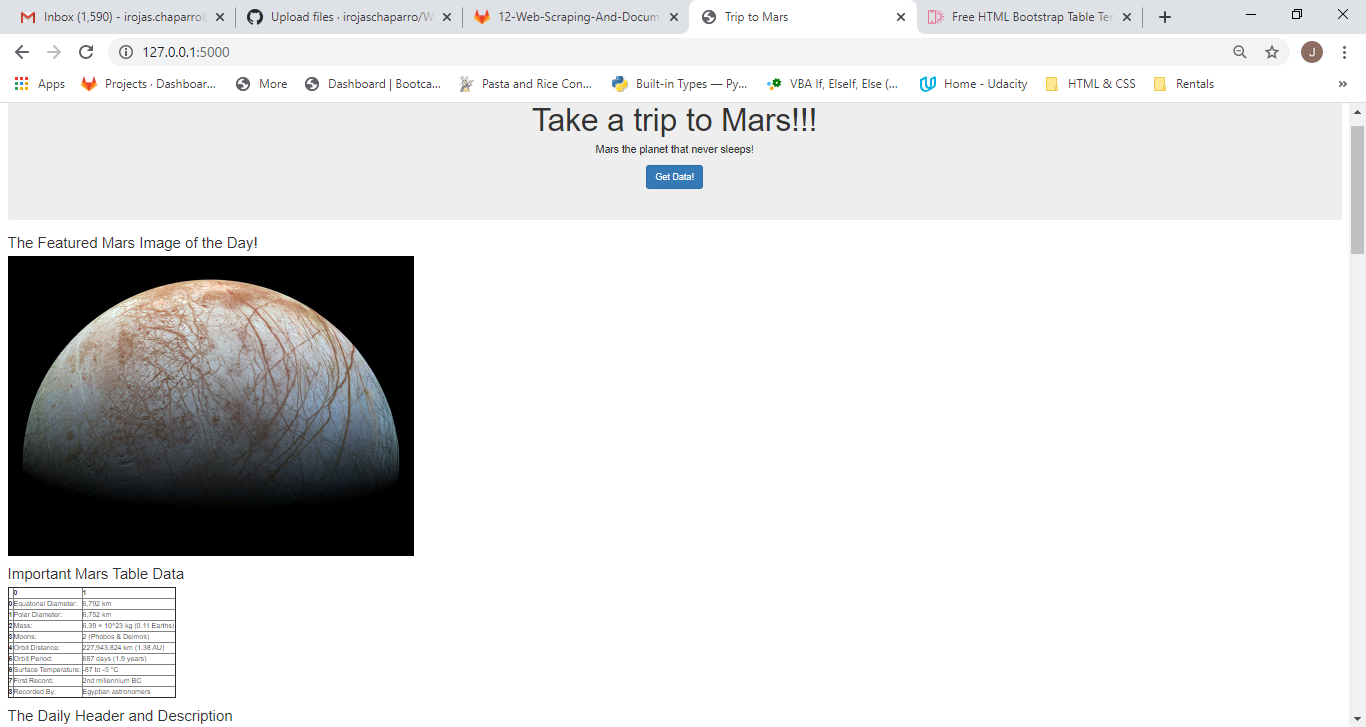 Inbox (1,590) - irojas.chaparro
Upload files · irojaschaparro/W
12-Web-Scraping-And-Docum
Trip to Mars
Free HTML Bootstrap Table Ter
127.0.0.1:5000
J
Apps
Projects · Dashboar...
More
Dashboard | Bootca...
Pasta and Rice Con...
Built-in Types — Py...
VBA If, ElseIf, Else (...
Home - Udacity
HTML & CSS
Rentals
»
Take a trip to Mars!!!
Mars the planet that never sleeps!
Get Data!
The Featured Mars Image of the Day!
Important Mars Table Data
0 1
0 Equatorial Diameter: 6,792 km
1 Polar Diameter: 6,752 km
2 Mass: 6.39 × 10^23 kg (0.11 Earths)
3 Moons: 2 (Phobos & Deimos)
4 Orbit Distance: 227,943,824 km (1.38 AU)
5 Orbit Period: 687 days (1.9 years)
6 Surface Temperature: -87 to -5 °C
7 First Record: 2nd millennium BC
8 Recorded By: Egyptian astronomers
The Daily Header and Description